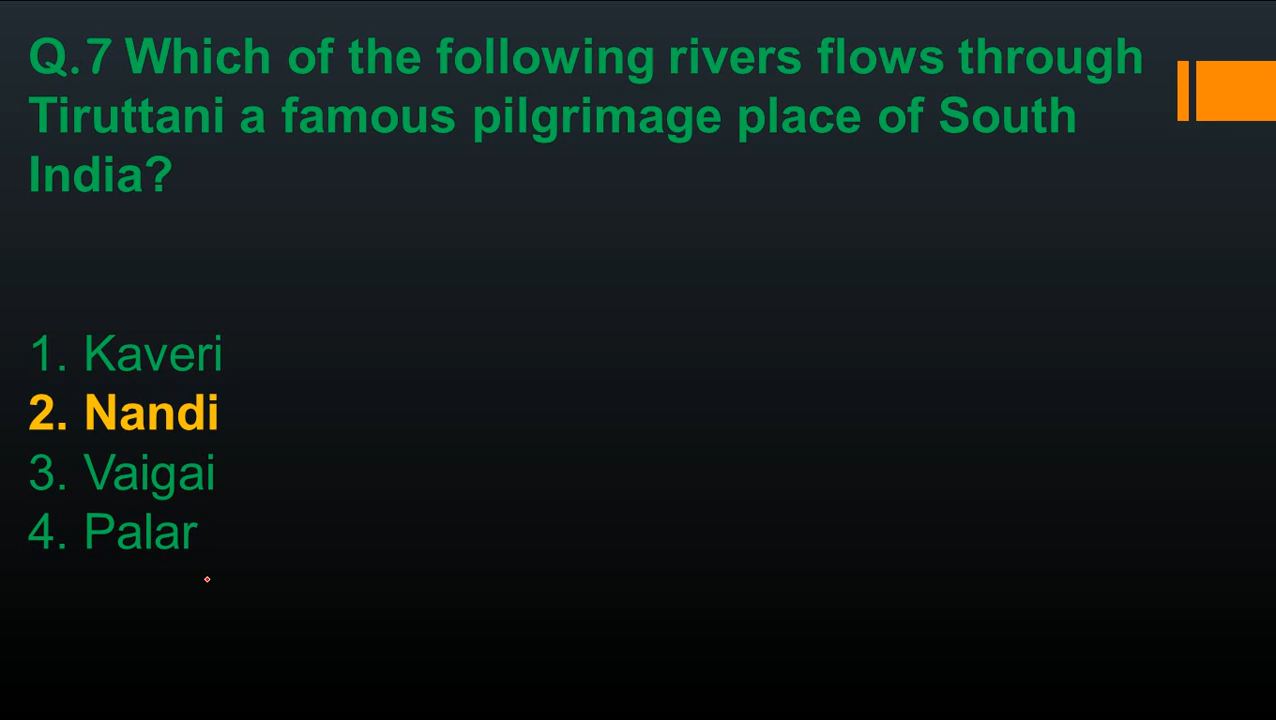 Q.7 Which of the following rivers flows through
Tiruttani a famous pilgrimage place of South
India?
1. Kaveri
2. Nandi
3. Vaigai
4. Palar